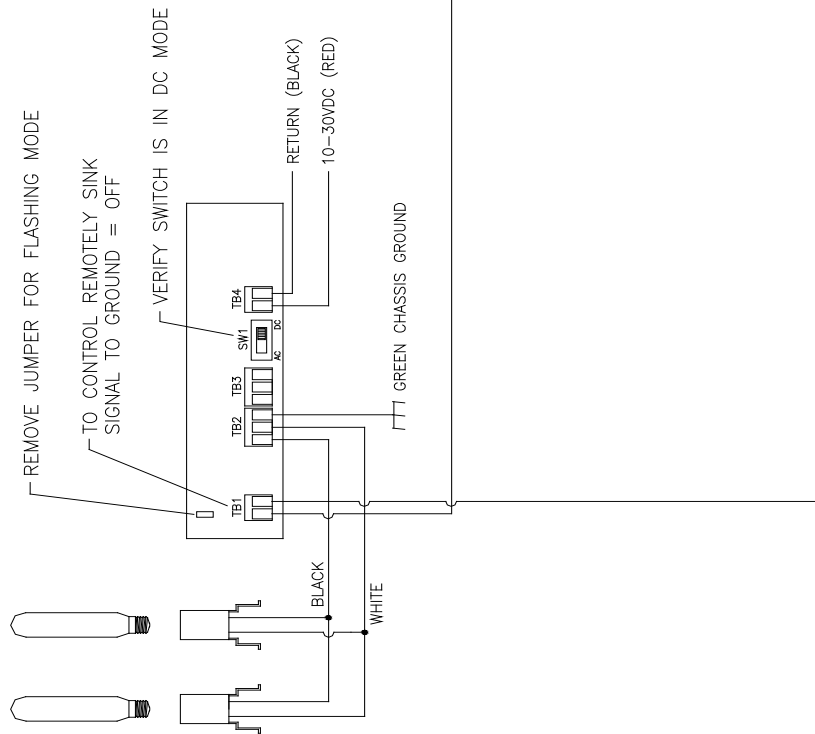 REMOVE JUMPER FOR FLASHING MODE
TO CONTROL REMOTELY SINK
SIGNAL TO GROUND = OFF
VERIFY SWITCH IS IN DC MODE
RETURN (BLACK)
10-30VDC (RED)
TB4
SW1
DC
AC
TB3
TB2
TB1
GREEN CHASSIS GROUND
BLACK
WHITE